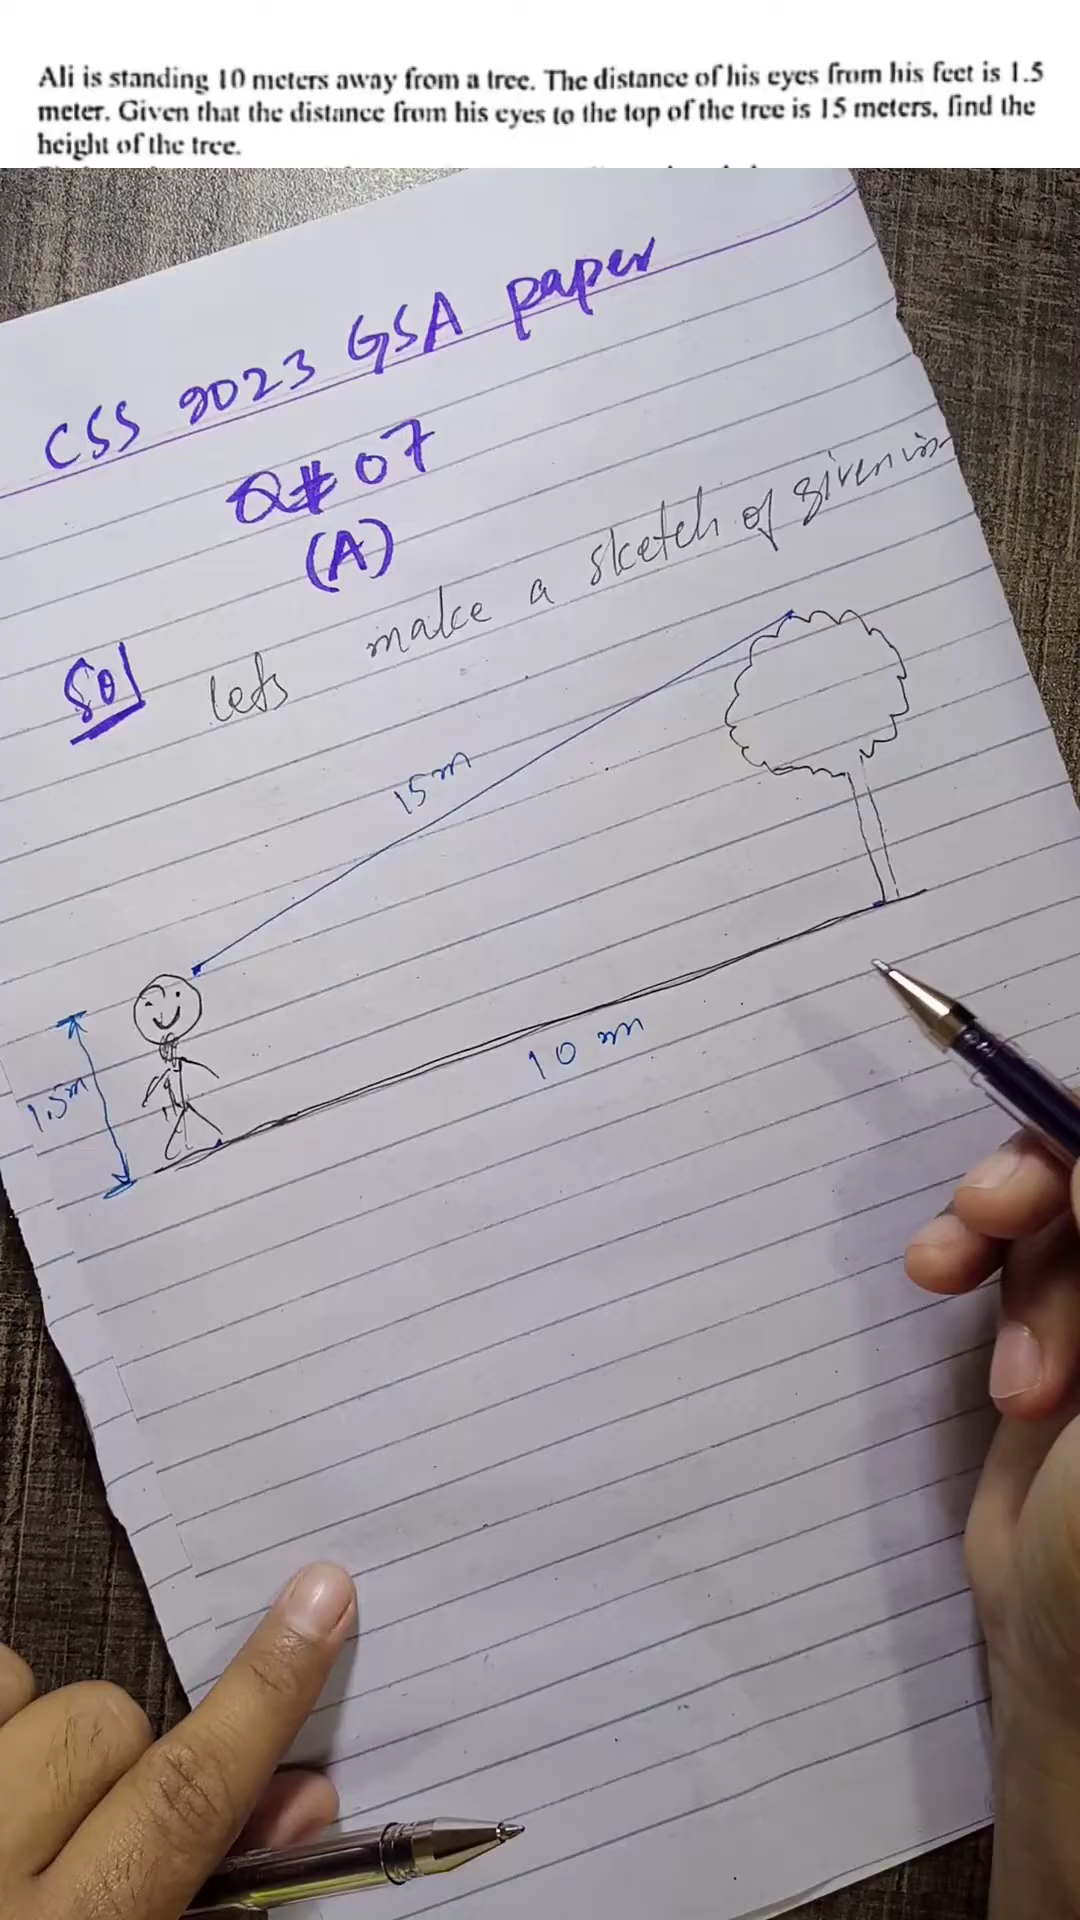 Ali is standing 10 meters away from a tree. The distance of his eyes from his feet is 1.5
meter. Given that the distance from his eyes to the top of the tree is 15 meters, find the
height of the tree.
CSS 2023 GSA paper
Q# 07
(A)
Sol Lets make a sketch of given
15m
1.5m
10 m